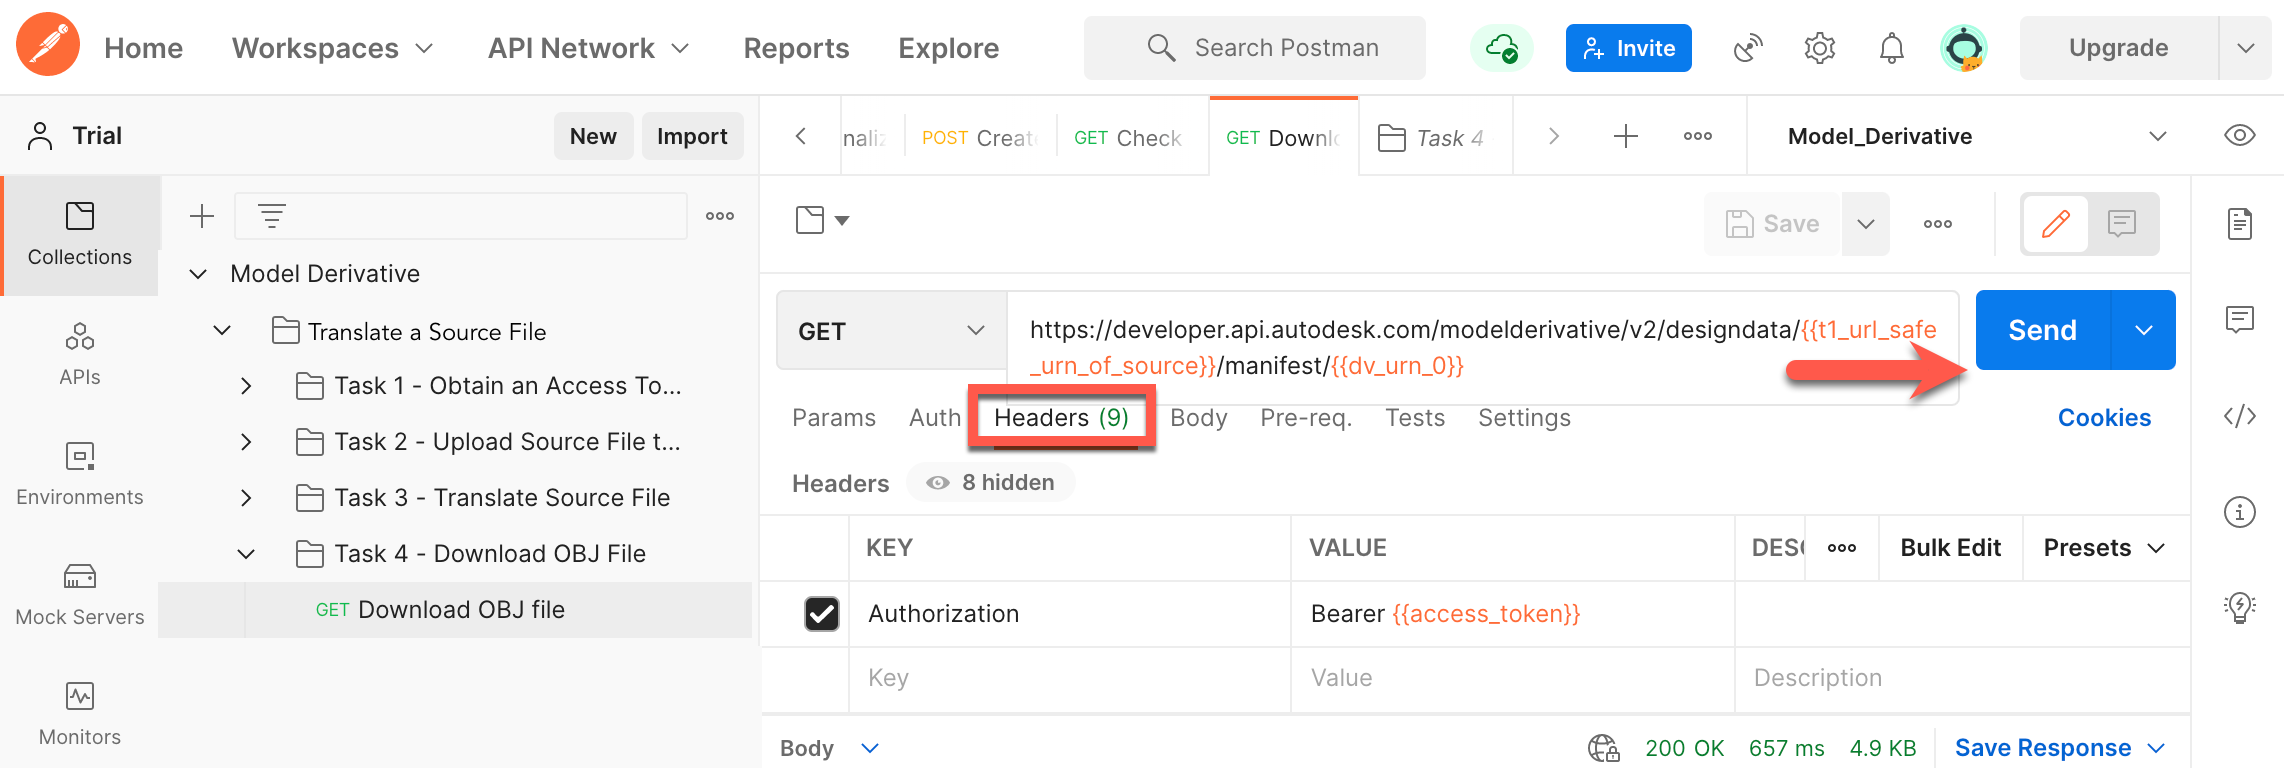 Home Workspaces API Network Reports Explore Search Postman Invite Upgrade
Trial New Import
naliz POST Creat GET Check GET Downlo Task 4 Model_Derivative
Collections
Model Derivative
Translate a Source File
Task 1 - Obtain an Access To...
Task 2 - Upload Source File t...
Task 3 - Translate Source File
Task 4 - Download OBJ File
GET Download OBJ file
APIs
Environments
Mock Servers
Monitors
Save
GET
https://developer.api.autodesk.com/modelderivative/v2/designdata/{{t1_url_safe
_urn_of_source}}/manifest/{{dv_urn_0}}
Send
Params Auth Headers (9) Body Pre-req. Tests Settings Cookies
Headers 8 hidden
KEY VALUE DESC Bulk Edit Presets
Authorization Bearer {{access_token}}
Key Value Description
Body 200 OK 657 ms 4.9 KB Save Response